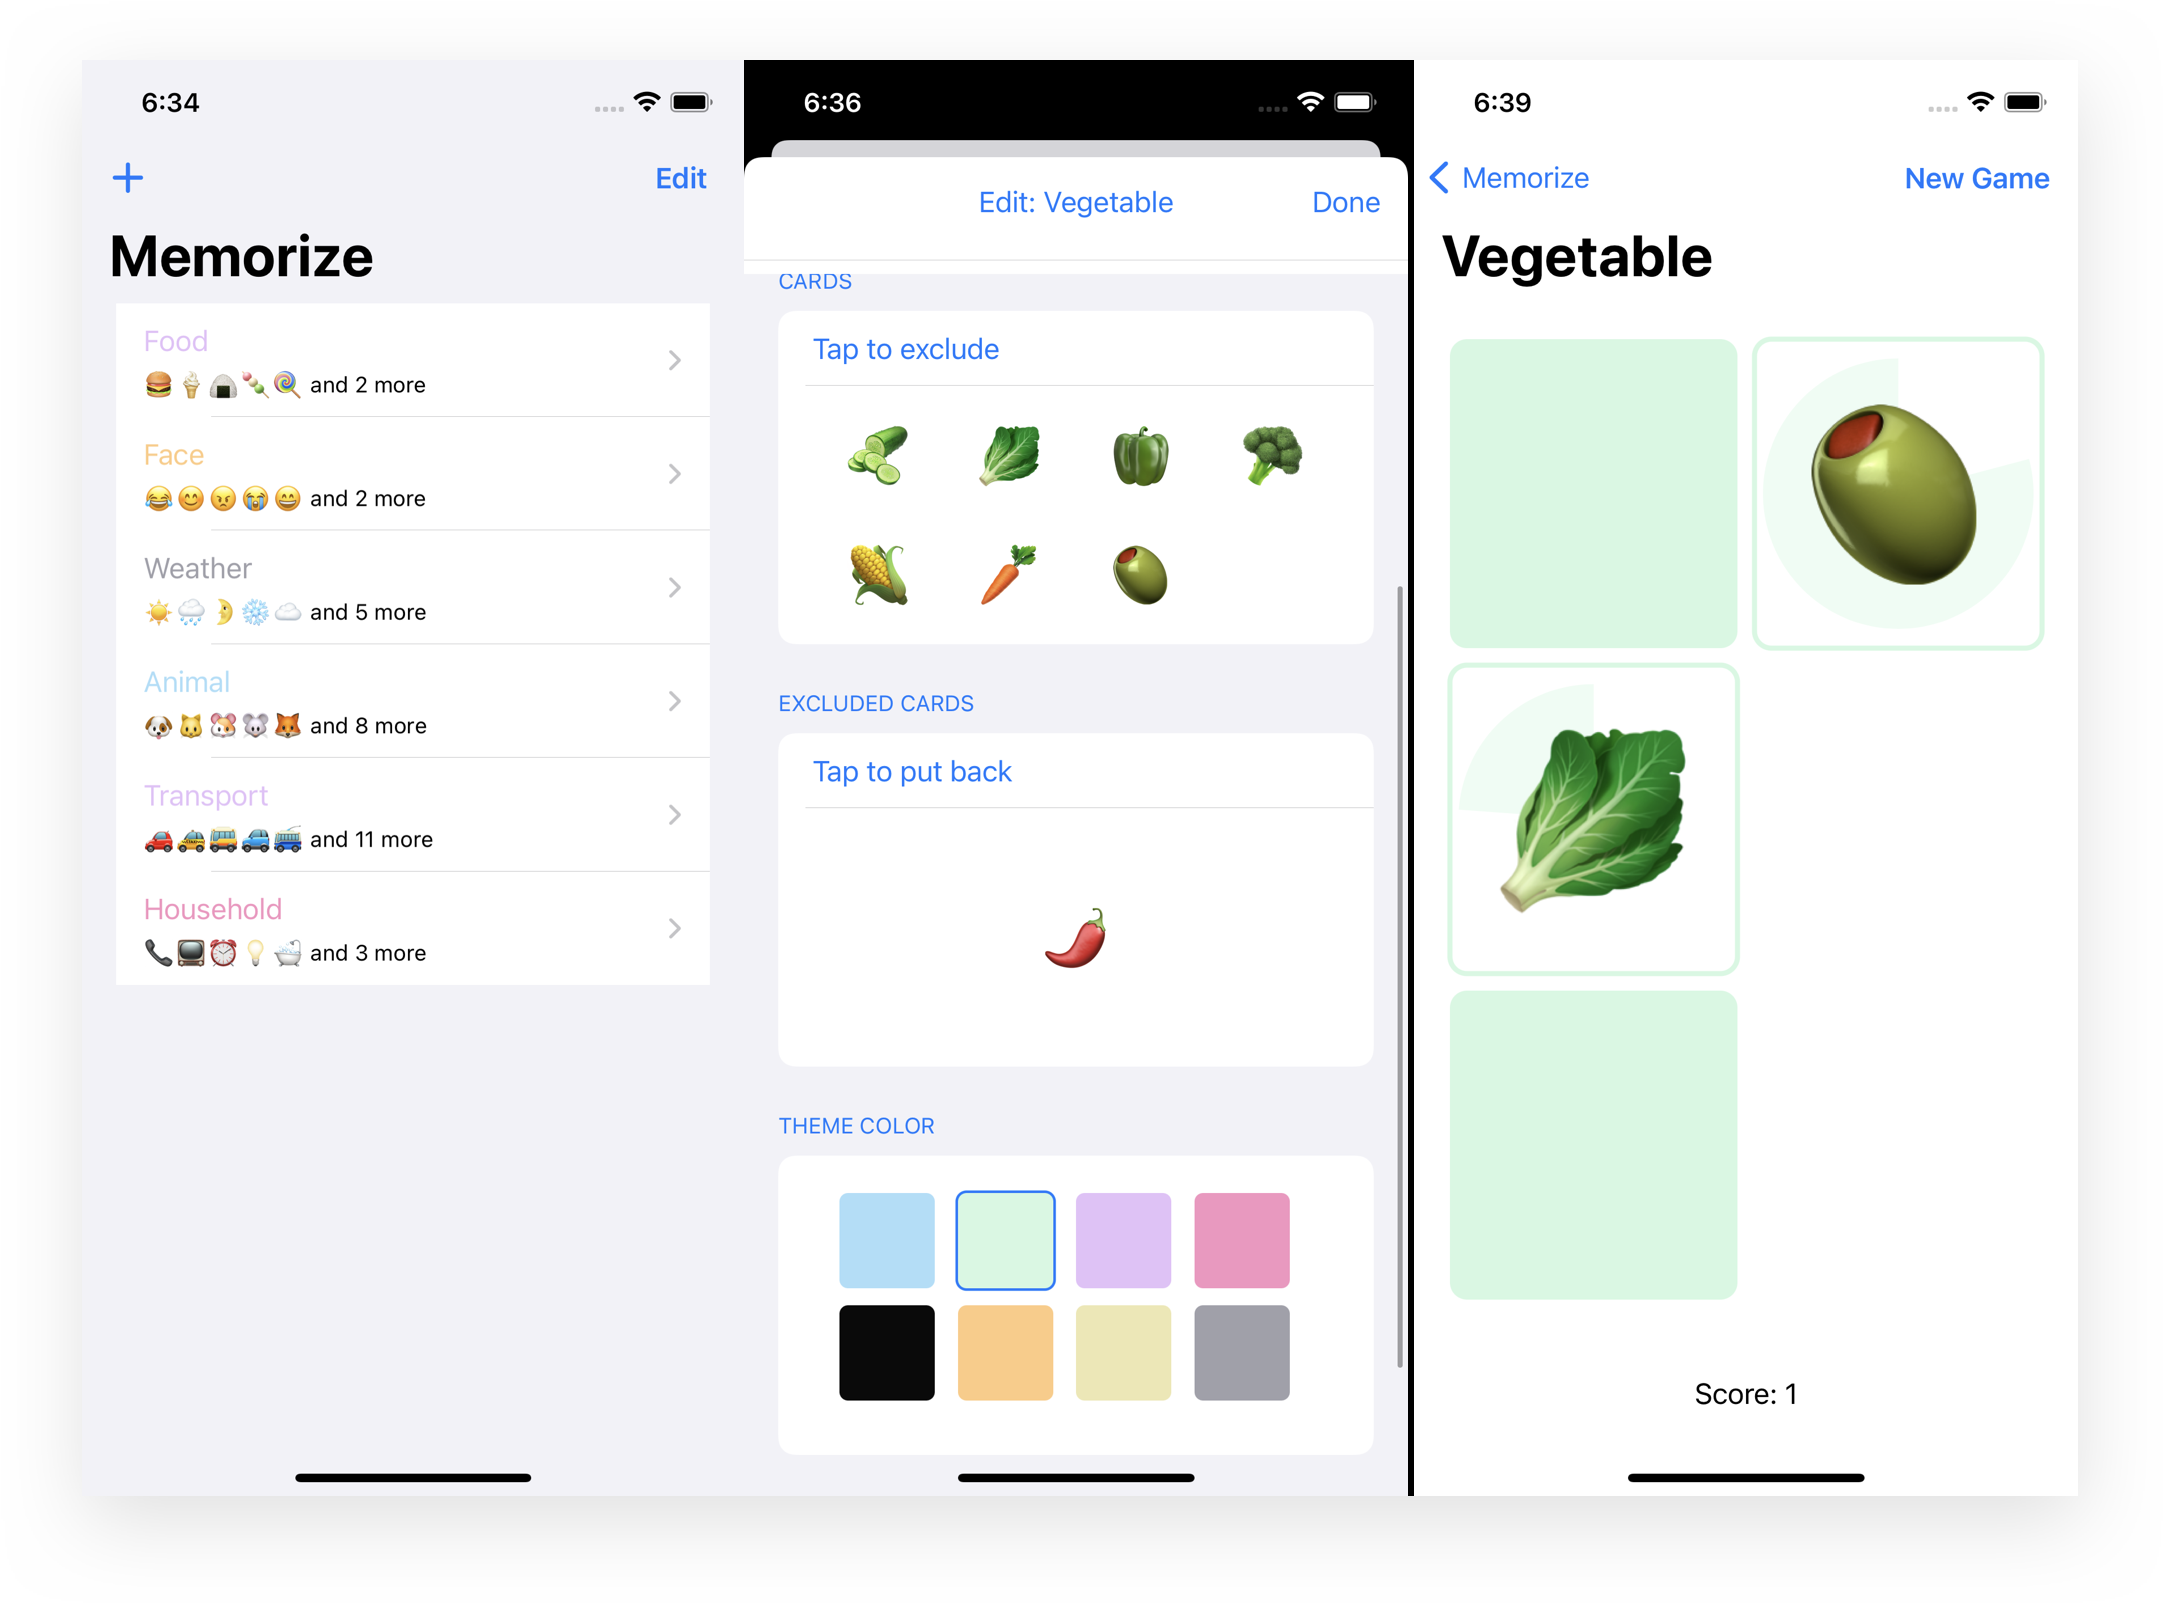 6:34
Edit
Memorize
Food
and 2 more
Face
and 2 more
Weather
and 5 more
Animal
and 8 more
Transport
and 11 more
Household
and 3 more
6:36
Edit: Vegetable
Done
CARDS
Tap to exclude
EXCLUDED CARDS
Tap to put back
THEME COLOR
6:39
Memorize
New Game
Vegetable
Score: 1